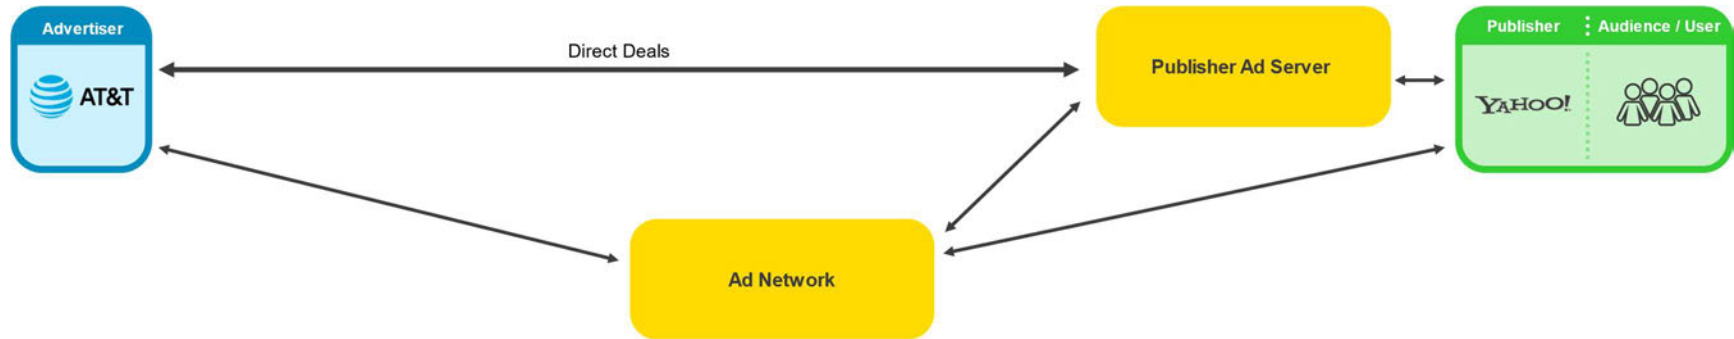 Advertiser
AT&T
Direct Deals
Publisher Ad Server
Publisher Audience / User
YAHOO!
Ad Network